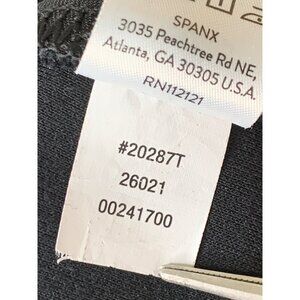 SPANX
3035 Peachtree Rd NE,
Atlanta, GA 30305 U.S.A.
RN112121
#20287T
26021
00241700